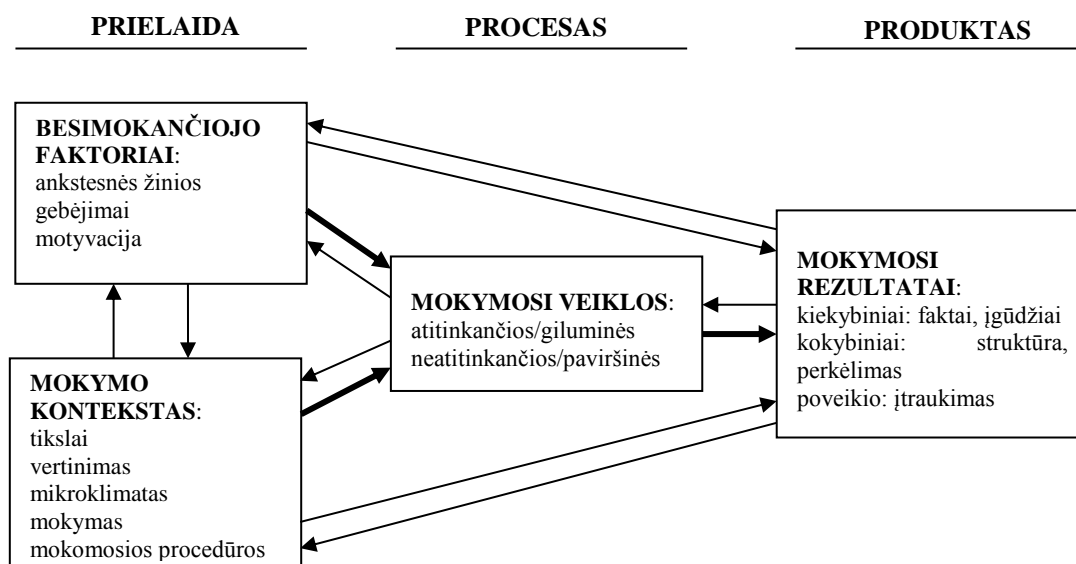 PRIELAIDA
PROCESAS
PRODUKTAS
BESIMOKANČIOJO
FAKTORIAI:
ankstesnės žinios
gebėjimai
motyvacija
MOKYMOSI VEIKLOS:
atitinkančios/giluminės
neatitinkančios/paviršinės
MOKYMOSI
REZULTATAI:
kiekybiniai: faktai, įgūdžiai
kokybiniai: struktūra,
perkėlimas
poveikio: įtraukimas
MOKYMO
KONTEKSTAS:
tikslai
vertinimas
mikroklimatas
mokymas
mokomosios procedūros